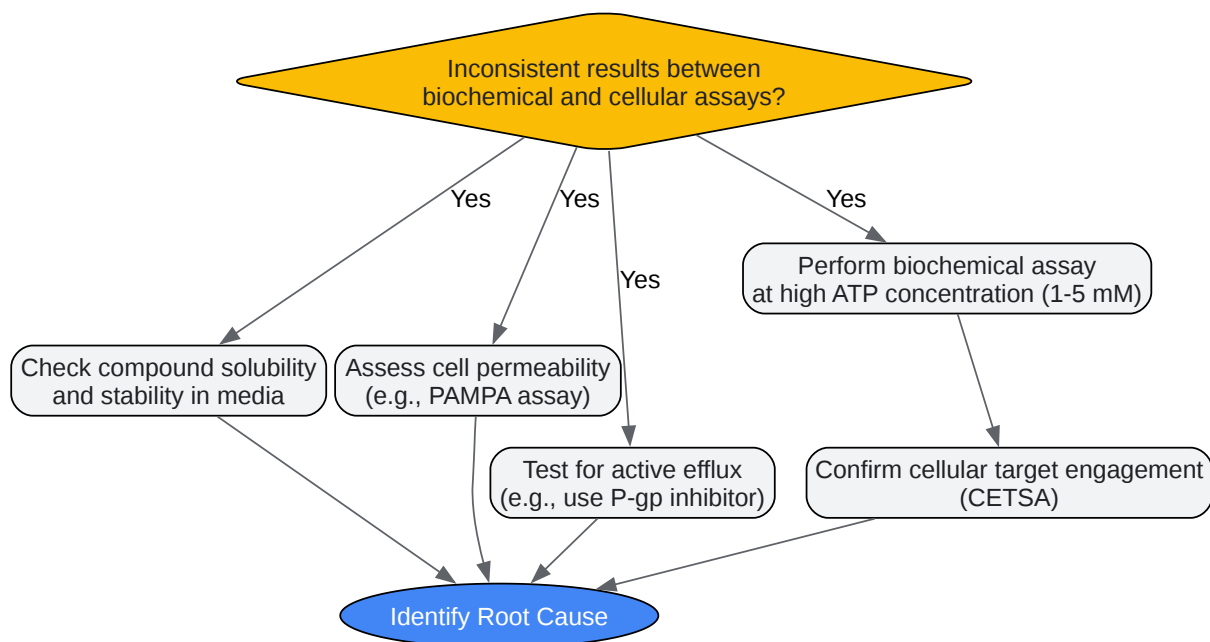 Inconsistent results between
biochemical and cellular assays?
Yes
Yes
Yes
Yes
Perform biochemical assay
at high ATP concentration (1-5 mM)
Check compound solubility
and stability in media
Assess cell permeability
(e.g., PAMPA assay)
Test for active efflux
(e.g., use P-gp inhibitor)
Confirm cellular target engagement
(CETSA)
Identify Root Cause